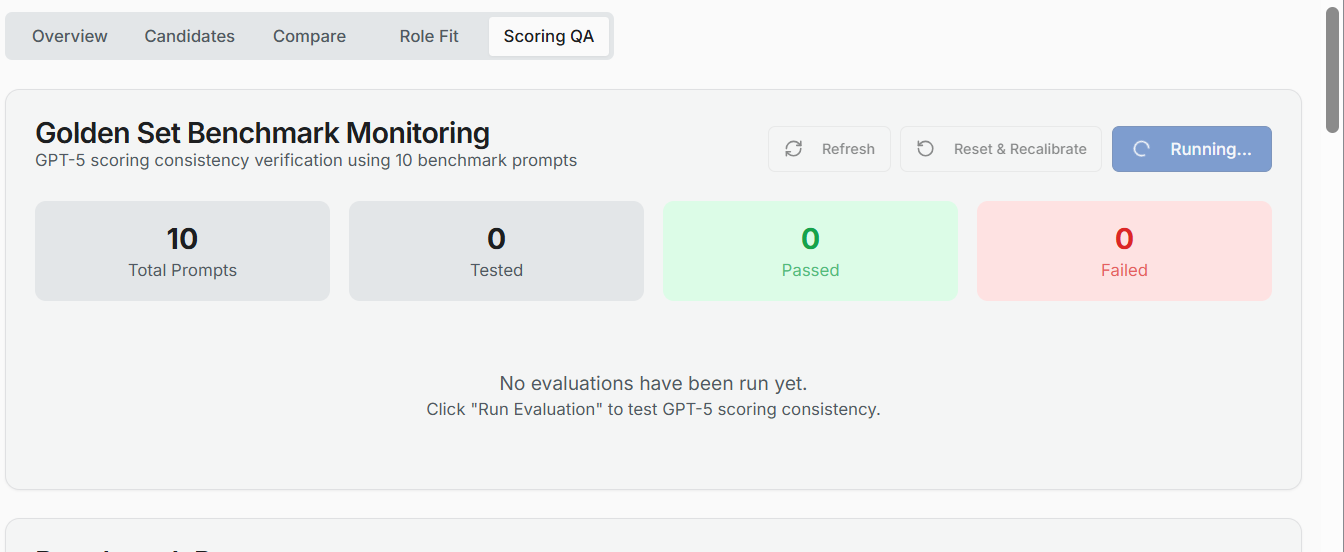 Overview Candidates Compare Role Fit Scoring QA
Golden Set Benchmark Monitoring
GPT-5 scoring consistency verification using 10 benchmark prompts
Refresh Reset & Recalibrate Running...
10 0 0 0
Total Prompts Tested Passed Failed
No evaluations have been run yet.
Click "Run Evaluation" to test GPT-5 scoring consistency.